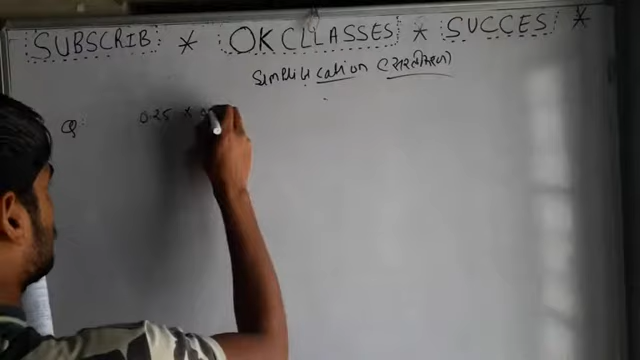 SUBSCRIB * OK CLLASSES * SUCCES *
Simplification (सरलीकरण)
Q: 0.25 ×